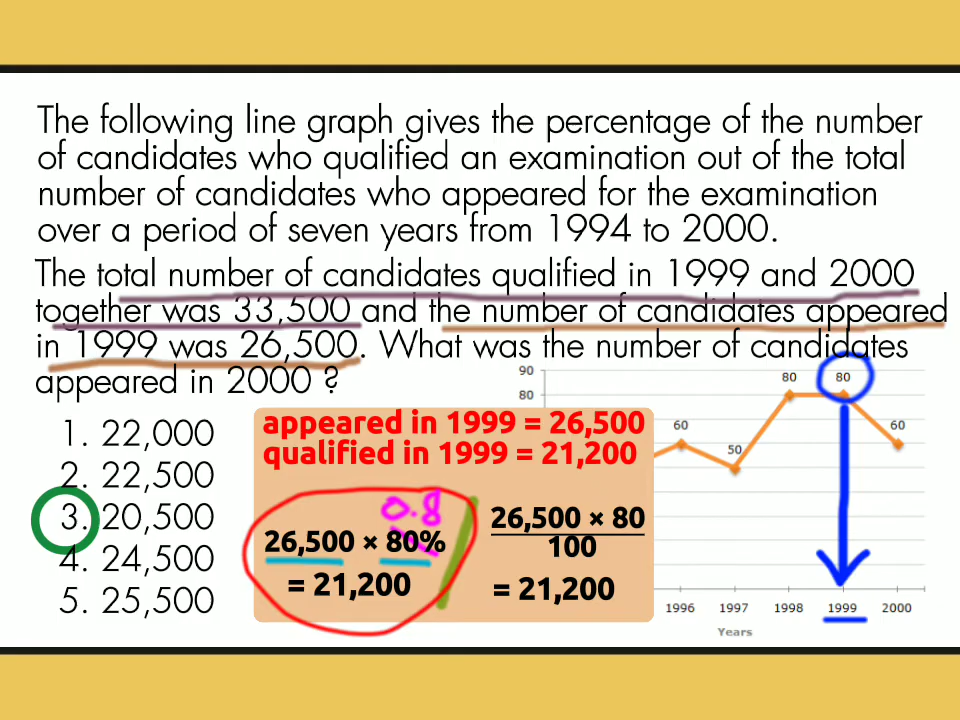 The following line graph gives the percentage of the number
of candidates who qualified an examination out of the total
number of candidates who appeared for the examination
over a period of seven years from 1994 to 2000.
The total number of candidates qualified in 1999 and 2000
together was 33,500 and the number of candidates appeared
in 1999 was 26,500. What was the number of candidates
appeared in 2000 ?
1. 22,000
2. 22,500
3. 20,500
4. 24,500
5. 25,500
appeared in 1999 = 26,500
qualified in 1999 = 21,200
0.8
26,500 × 80%
= 21,200
26,500 × 80
100
= 21,200
90
80
60
50
80
80
60
1996 1997 1998 1999 2000
Years